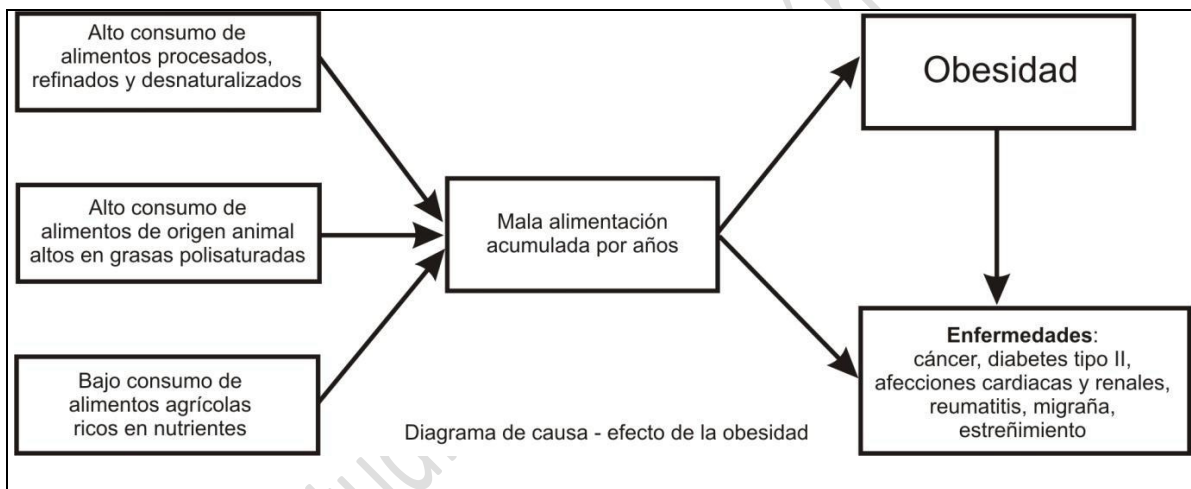 Alto consumo de
alimentos procesados,
refinados y desnaturalizados
Alto consumo de
alimentos de origen animal
altos en grasas polisaturadas
Bajo consumo de
alimentos agrícolas
ricos en nutrientes
Mala alimentación
acumulada por años
Obesidad
Enfermedades:
cáncer, diabetes tipo II,
afecciones cardiacas y renales,
reumatitis, migraña,
estreñimiento
Diagrama de causa - efecto de la obesidad